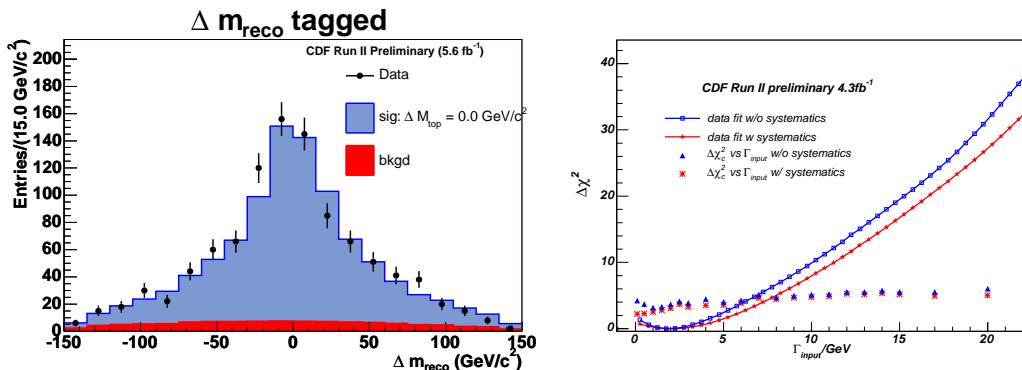 Δ m_reco tagged
CDF Run II Preliminary (5.6 fb⁻¹)
Data
sig: Δ M_top = 0.0 GeV/c²
bkgd
Entries/(15.0 GeV/c²)
200
180
160
140
120
100
80
60
40
20
0
-150 -100 -50 0 50 100 150
Δ m_reco (GeV/c²)
CDF Run II preliminary 4.3fb⁻¹
data fit w/o systematics
data fit w systematics
Δχ_c² vs Γ_input w/o systematics
Δχ_c² vs Γ_input w/ systematics
Δχ²
40
30
20
10
0
0 5 10 15 20
Γ_input/GeV